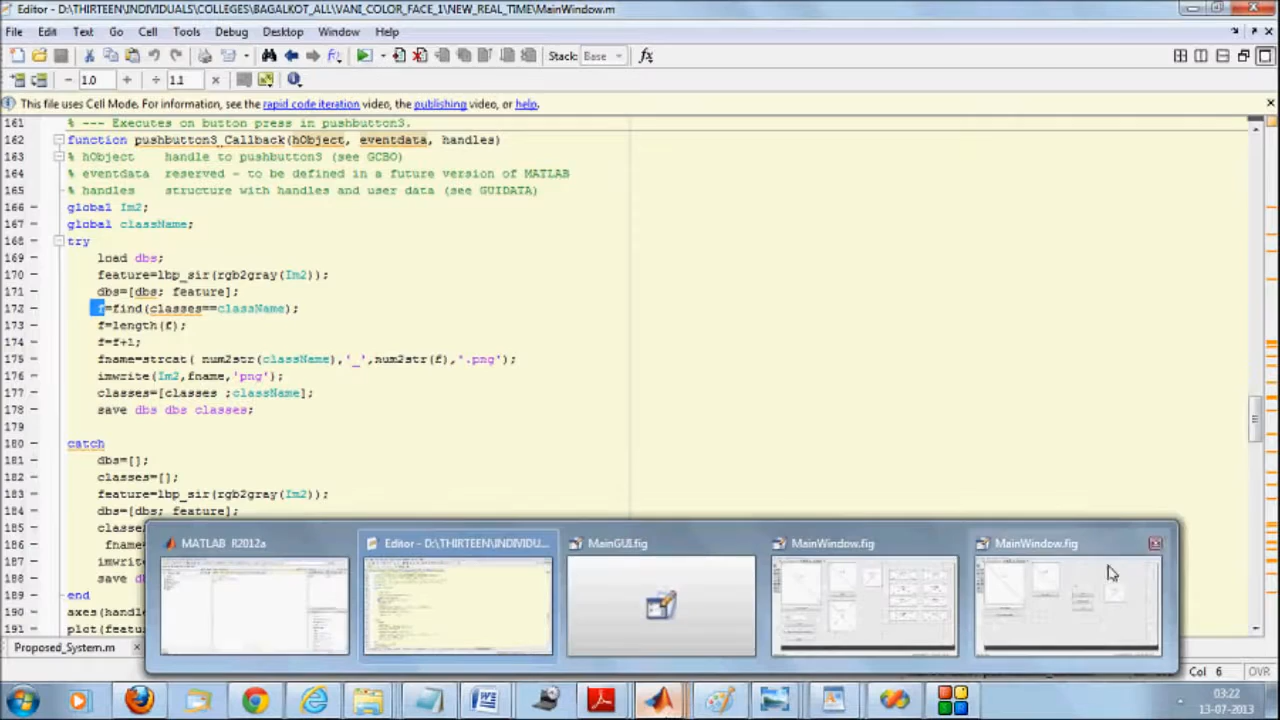 Editor - D:\THIRTEEN\INDIVIDUALS\COLLEGES\BAGALKOT_ALL\VANI_COLOR_FACE_1\NEW_REAL_TIME\MainWindow.m
File Edit Text Go Cell Tools Debug Desktop Window Help
Stack: Base fx
- 1.0 + ÷ 1.1 ×
This file uses Cell Mode. For information, see the rapid code iteration video, the publishing video, or help.
161 % --- Executes on button press in pushbutton3.
162 function pushbutton3_Callback(hObject, eventdata, handles)
163 % hObject    handle to pushbutton3 (see GCBO)
164 % eventdata  reserved - to be defined in a future version of MATLAB
165 % handles    structure with handles and user data (see GUIDATA)
166 - global Im2;
167 - global className;
168 - try
169 - load dbs;
170 - feature=lbp_sir(rgb2gray(Im2));
171 - dbs=[dbs; feature];
172 - f=find(classes==className);
173 - f=length(f);
174 - f=f+1;
175 - fname=strcat( num2str(className),'_',num2str(f),'.png');
176 - imwrite(Im2,fname,'png');
177 - classes=[classes ;className];
178 - save dbs dbs classes;
179
180 - catch
181 - dbs=[];
182 - classes=[];
183 - feature=lbp_sir(rgb2gray(Im2));
184 - dbs=[dbs; feature];
185 - classe
186 - fname=
187 - imwrite
188 - save db
189 - end
190 - axes(handl
191 - plot(featu
MATLAB R2012a
Editor - D:\THIRTEEN\INDIVIDU...
MainGUI.fig
MainWindow.fig
MainWindow.fig
Proposed_System.m ×
Col 6 OVR
03:22
13-07-2013